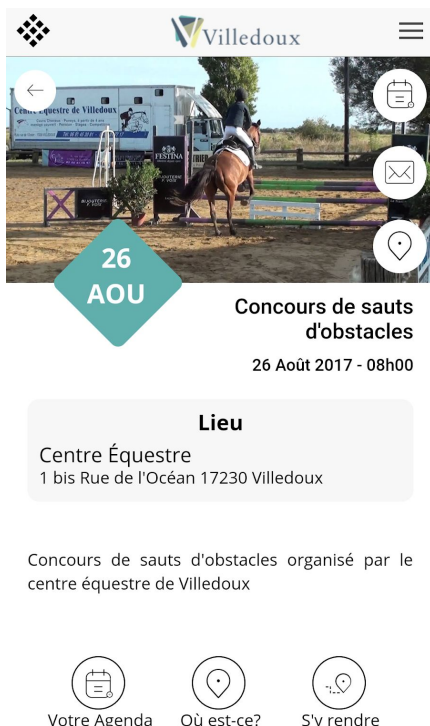 Villedoux
Centre Équestre de Villedoux
FESTINA
26
AOU
Concours de sauts
d'obstacles
26 Août 2017 - 08h00
Lieu
Centre Équestre
1 bis Rue de l'Océan 17230 Villedoux
Concours de sauts d'obstacles organisé par le
centre équestre de Villedoux
Votre Agenda
Où est-ce?
S'y rendre